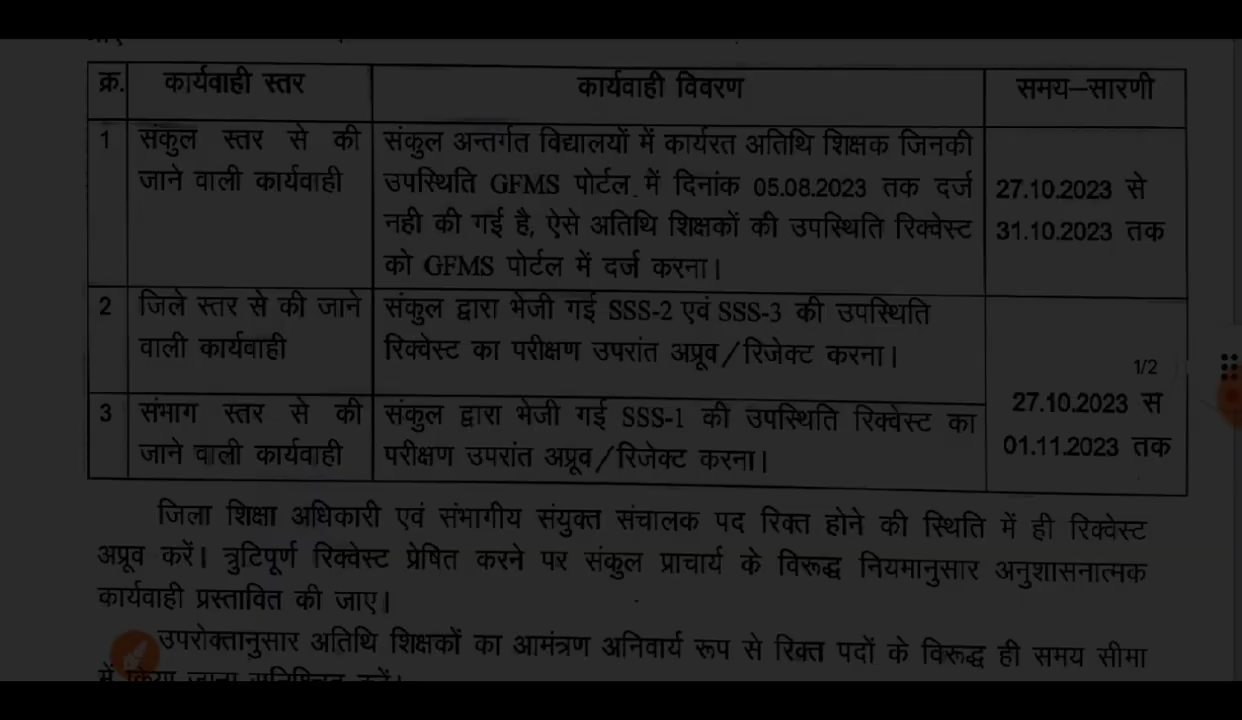 क्र. कार्यवाही स्तर कार्यवाही विवरण समय–सारणी
1 संकुल स्तर से की जाने वाली कार्यवाही
संकुल अन्तर्गत विद्यालयों में कार्यरत अतिथि शिक्षक जिनकी
उपस्थिति GFMS पोर्टल में दिनांक 05.08.2023 तक दर्ज
नही की गई है, ऐसे अतिथि शिक्षकों की उपस्थिति रिक्वेस्ट
को GFMS पोर्टल में दर्ज करना।
27.10.2023 से
31.10.2023 तक
2 जिले स्तर से की जाने
वाली कार्यवाही
संकुल द्वारा भेजी गई SSS-2 एवं SSS-3 की उपस्थिति
रिक्वेस्ट का परीक्षण उपरांत अप्रूव/रिजेक्ट करना।
1/2
3 संभाग स्तर से की
जाने वाली कार्यवाही
संकुल द्वारा भेजी गई SSS-1 की उपस्थिति रिक्वेस्ट का
परीक्षण उपरांत अप्रूव/रिजेक्ट करना।
27.10.2023 स
01.11.2023 तक
जिला शिक्षा अधिकारी एवं संभागीय संयुक्त संचालक पद रिक्त होने की स्थिति में ही रिक्वेस्ट
अप्रूव करें। त्रुटिपूर्ण रिक्वेस्ट प्रेषित करने पर संकुल प्राचार्य के विरूद्ध नियमानुसार अनुशासनात्मक
कार्यवाही प्रस्तावित की जाए।
उपरोक्तानुसार अतिथि शिक्षकों का आमंत्रण अनिवार्य रूप से रिक्त पदों के विरूद्ध ही समय सीमा
में किया जाना सुनिश्चित करें।